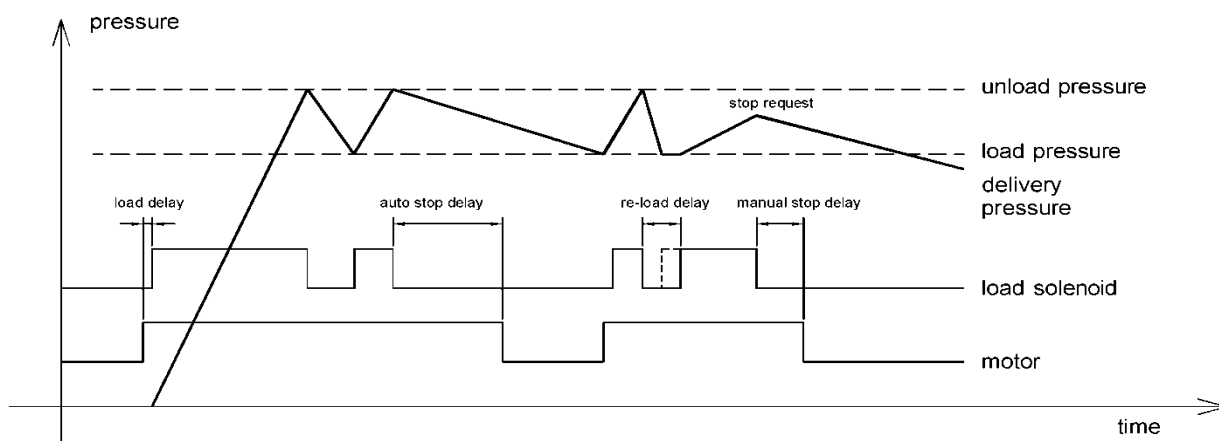 pressure
unload pressure
stop request
load pressure
delivery
pressure
load delay
auto stop delay
re-load delay
manual stop delay
load solenoid
motor
time